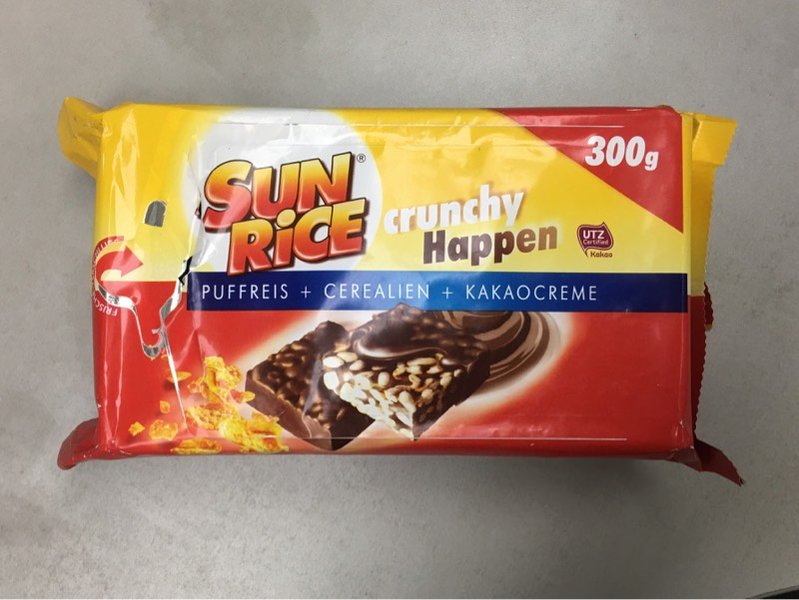 300g
SUN
RiCE®
crunchy
Happen
UTZ
Certified
Kakao
PUFFREIS + CEREALIEN + KAKAOCREME